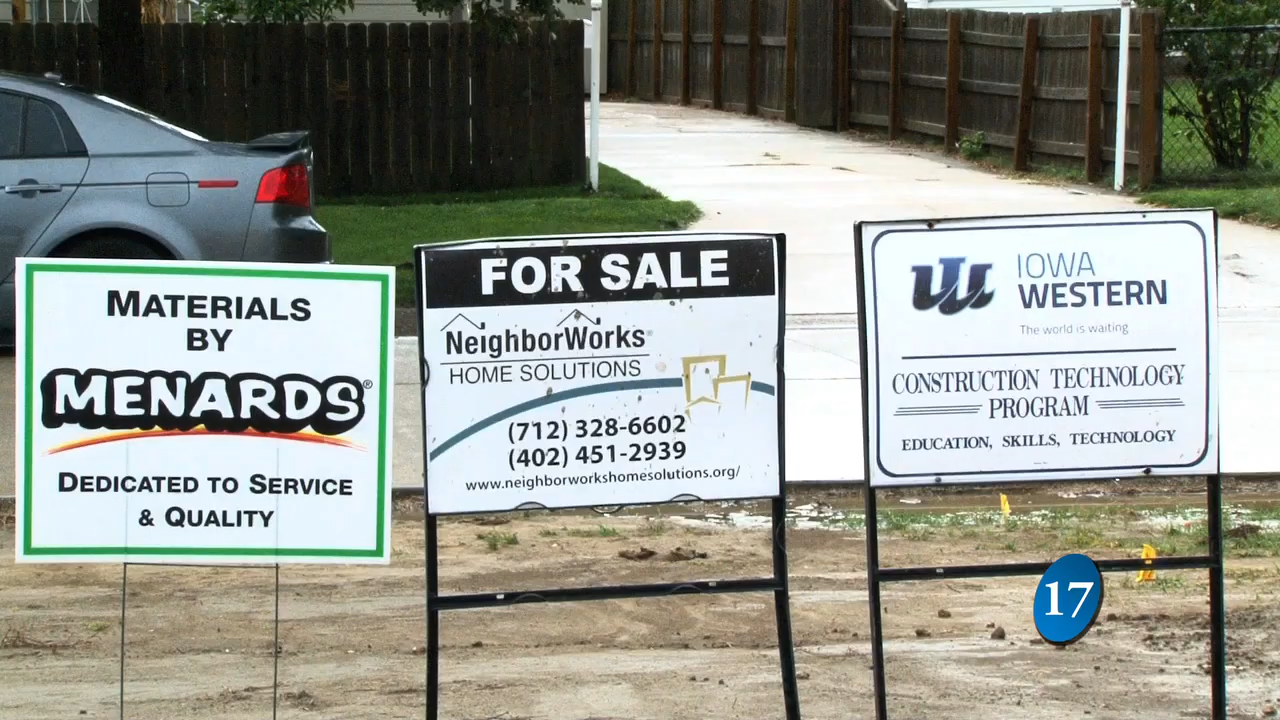 MATERIALS
BY
MENARDS®
DEDICATED TO SERVICE
& QUALITY
FOR SALE
NeighborWorks®
HOME SOLUTIONS
(712) 328-6602
(402) 451-2939
www.neighborworkshomesolutions.org/
IOWA
WESTERN
The world is waiting
CONSTRUCTION TECHNOLOGY
PROGRAM
EDUCATION, SKILLS, TECHNOLOGY
17